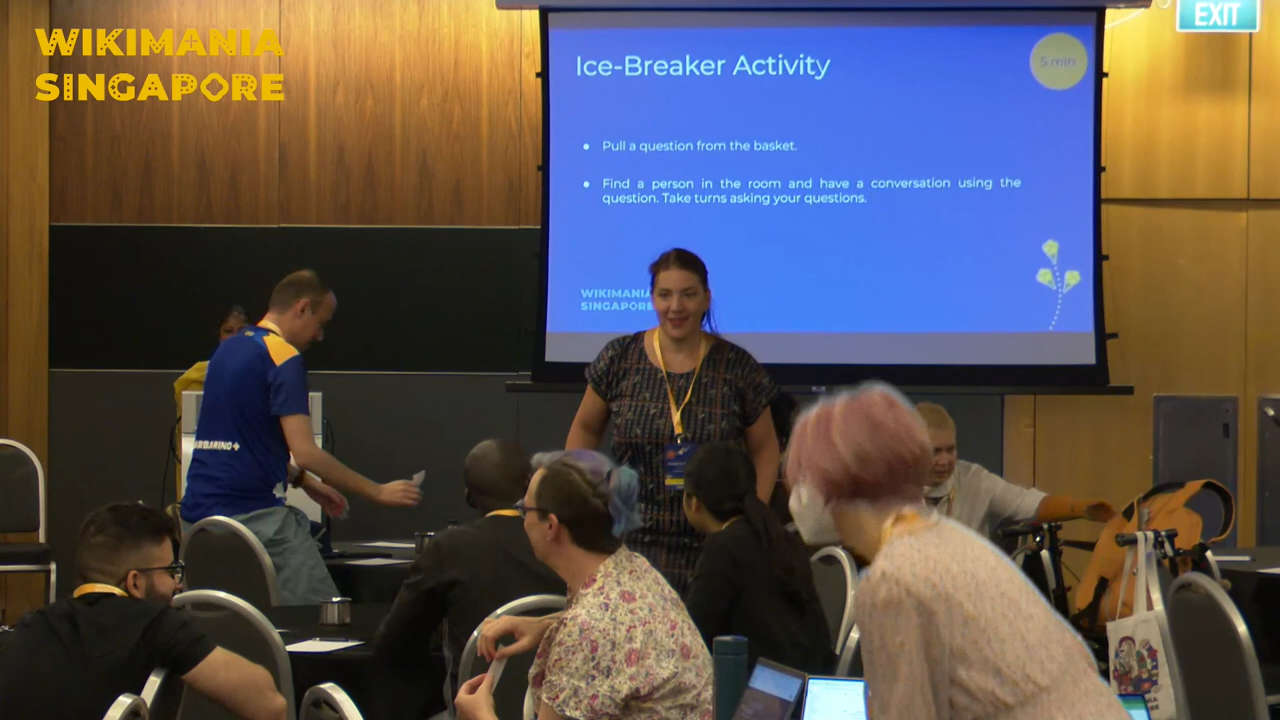 WIKIMANIA
SINGAPORE
EXIT
Ice-Breaker Activity
5 min
● Pull a question from the basket.
● Find a person in the room and have a conversation using the
question. Take turns asking your questions.
WIKIMANIA
SINGAPORE